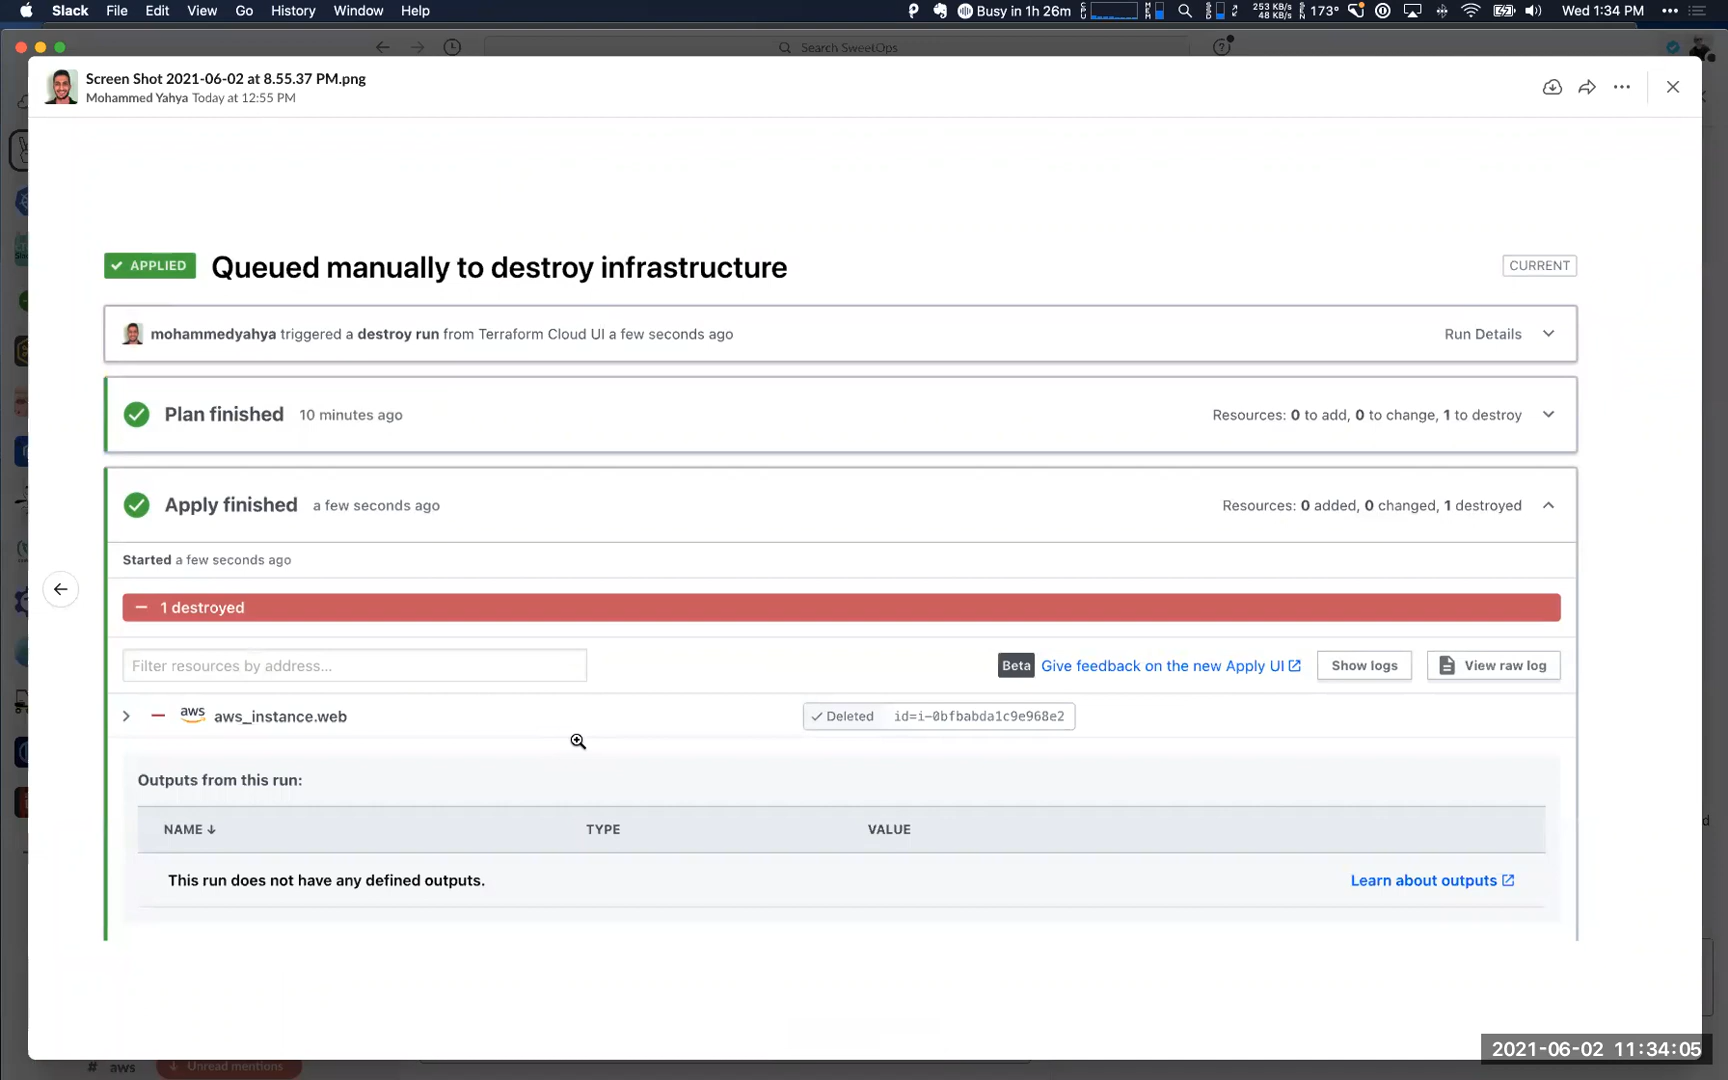 Slack File Edit View Go History Window Help
Busy in 1h 26m
253 KB/s
48 KB/s
173°
Wed 1:34 PM
Search SweetOps
Screen Shot 2021-06-02 at 8.55.37 PM.png
Mohammed Yahya Today at 12:55 PM
APPLIED Queued manually to destroy infrastructure CURRENT
mohammedyahya triggered a destroy run from Terraform Cloud UI a few seconds ago Run Details
Plan finished 10 minutes ago Resources: 0 to add, 0 to change, 1 to destroy
Apply finished a few seconds ago Resources: 0 added, 0 changed, 1 destroyed
Started a few seconds ago
1 destroyed
Filter resources by address... Beta Give feedback on the new Apply UI Show logs View raw log
aws aws_instance.web Deleted id=i-0bfbabda1c9e968e2
Outputs from this run:
NAME TYPE VALUE
This run does not have any defined outputs. Learn about outputs
2021-06-02 11:34:05
# aws Unread mentions